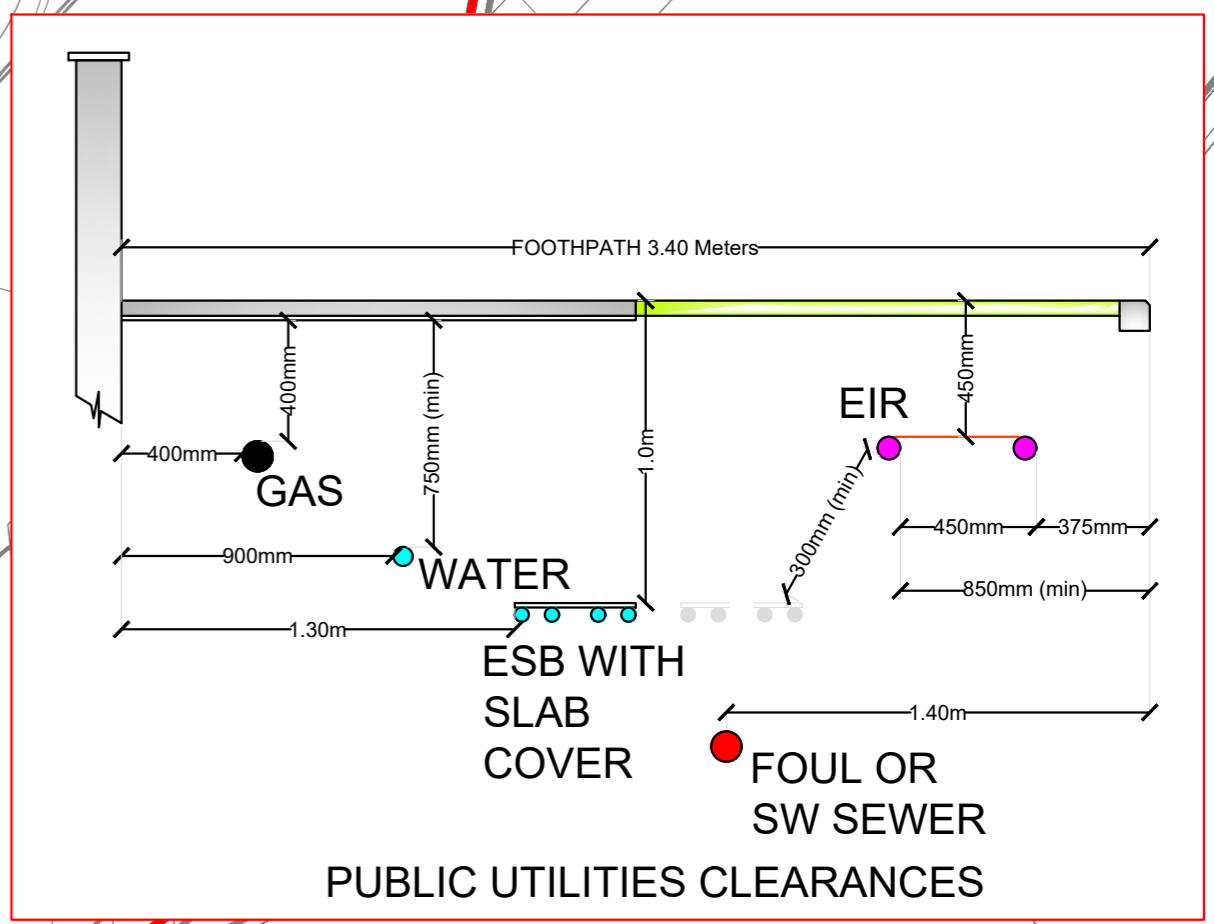 FOOTHPATH 3.40 Meters
400mm
750mm (min)
1.0m
450mm
EIR
400mm
GAS
300mm (min)
450mm
375mm
900mm
WATER
850mm (min)
1.30m
ESB WITH
SLAB
COVER
1.40m
FOUL OR
SW SEWER
PUBLIC UTILITIES CLEARANCES